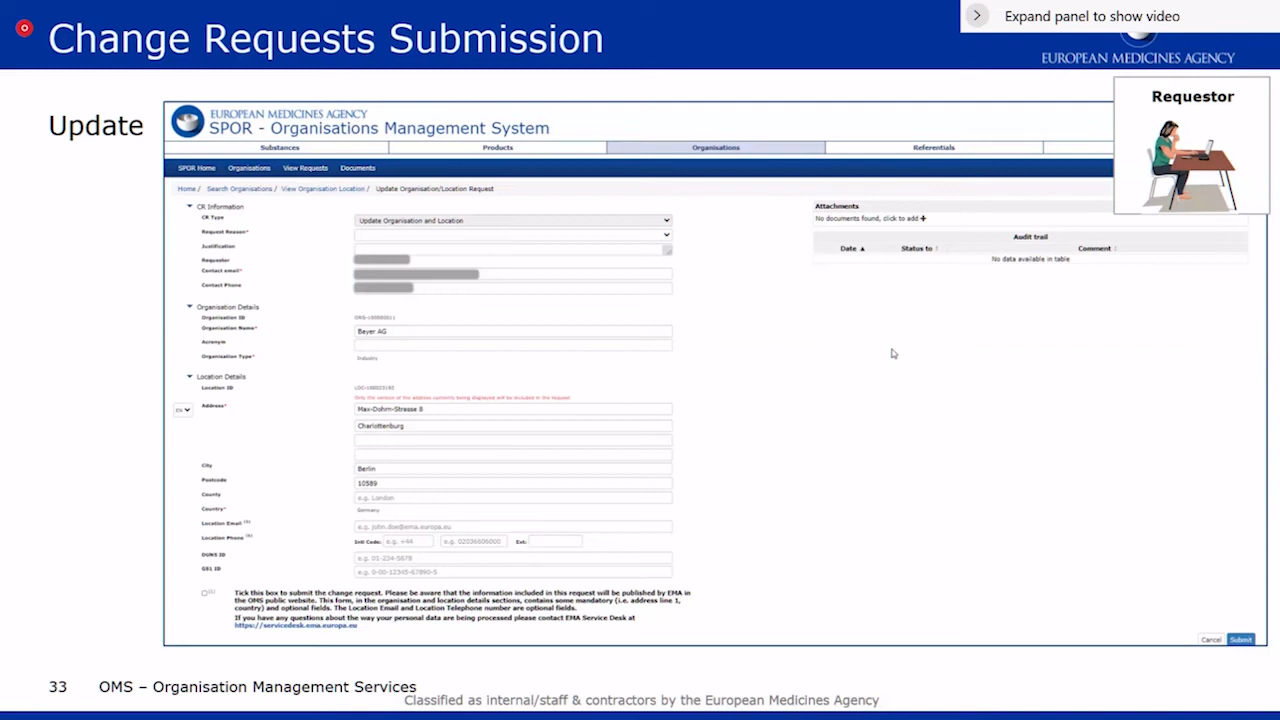 Change Requests Submission
Expand panel to show video
EUROPEAN MEDICINES AGENCY
Requestor
Update
EUROPEAN MEDICINES AGENCY
SPOR - Organisations Management System
Substances Products Organisations Referentials
SPOR Home Organisations View Requests Documents
Home / Search Organisations / View Organisation Location / Update Organisation/Location Request
CR Information
CR Type Update Organisation and Location
Request Reason*
Justification
Requestor
Contact email*
Contact Phone
Attachments
No documents found, click to add +
Audit trail
Date ▲ Status to Comment
No data available in table
Organisation Details
Organisation ID
Organisation Name* Bayer AG
Acronym
Organisation Type* Industry
Location Details
Location ID
Only the version of the address currently being displayed will be included in the request
EN Address* Max-Dohrn-Strasse 8
Charlottenburg
City Berlin
Postcode 10589
County e.g. London
Country* Germany
Location Email e.g. john.doe@ema.europa.eu
Location Phone Intl Code: e.g. +44 e.g. 02036606000 Ext:
DUNS ID e.g. 01-234-5678
GS1 ID e.g. 0-00-12345-67890-5
Tick this box to submit the change request. Please be aware that the information included in this request will be published by EMA in
the OMS public website. This form, in the organisation and location details sections, contains some mandatory (i.e. address line 1,
country) and optional fields. The Location Email and Location Telephone number are optional fields.
If you have any questions about the way your personal data are being processed please contact EMA Service Desk at
https://servicedesk.ema.europa.eu
Cancel Submit
33 OMS – Organisation Management Services
Classified as internal/staff & contractors by the European Medicines Agency